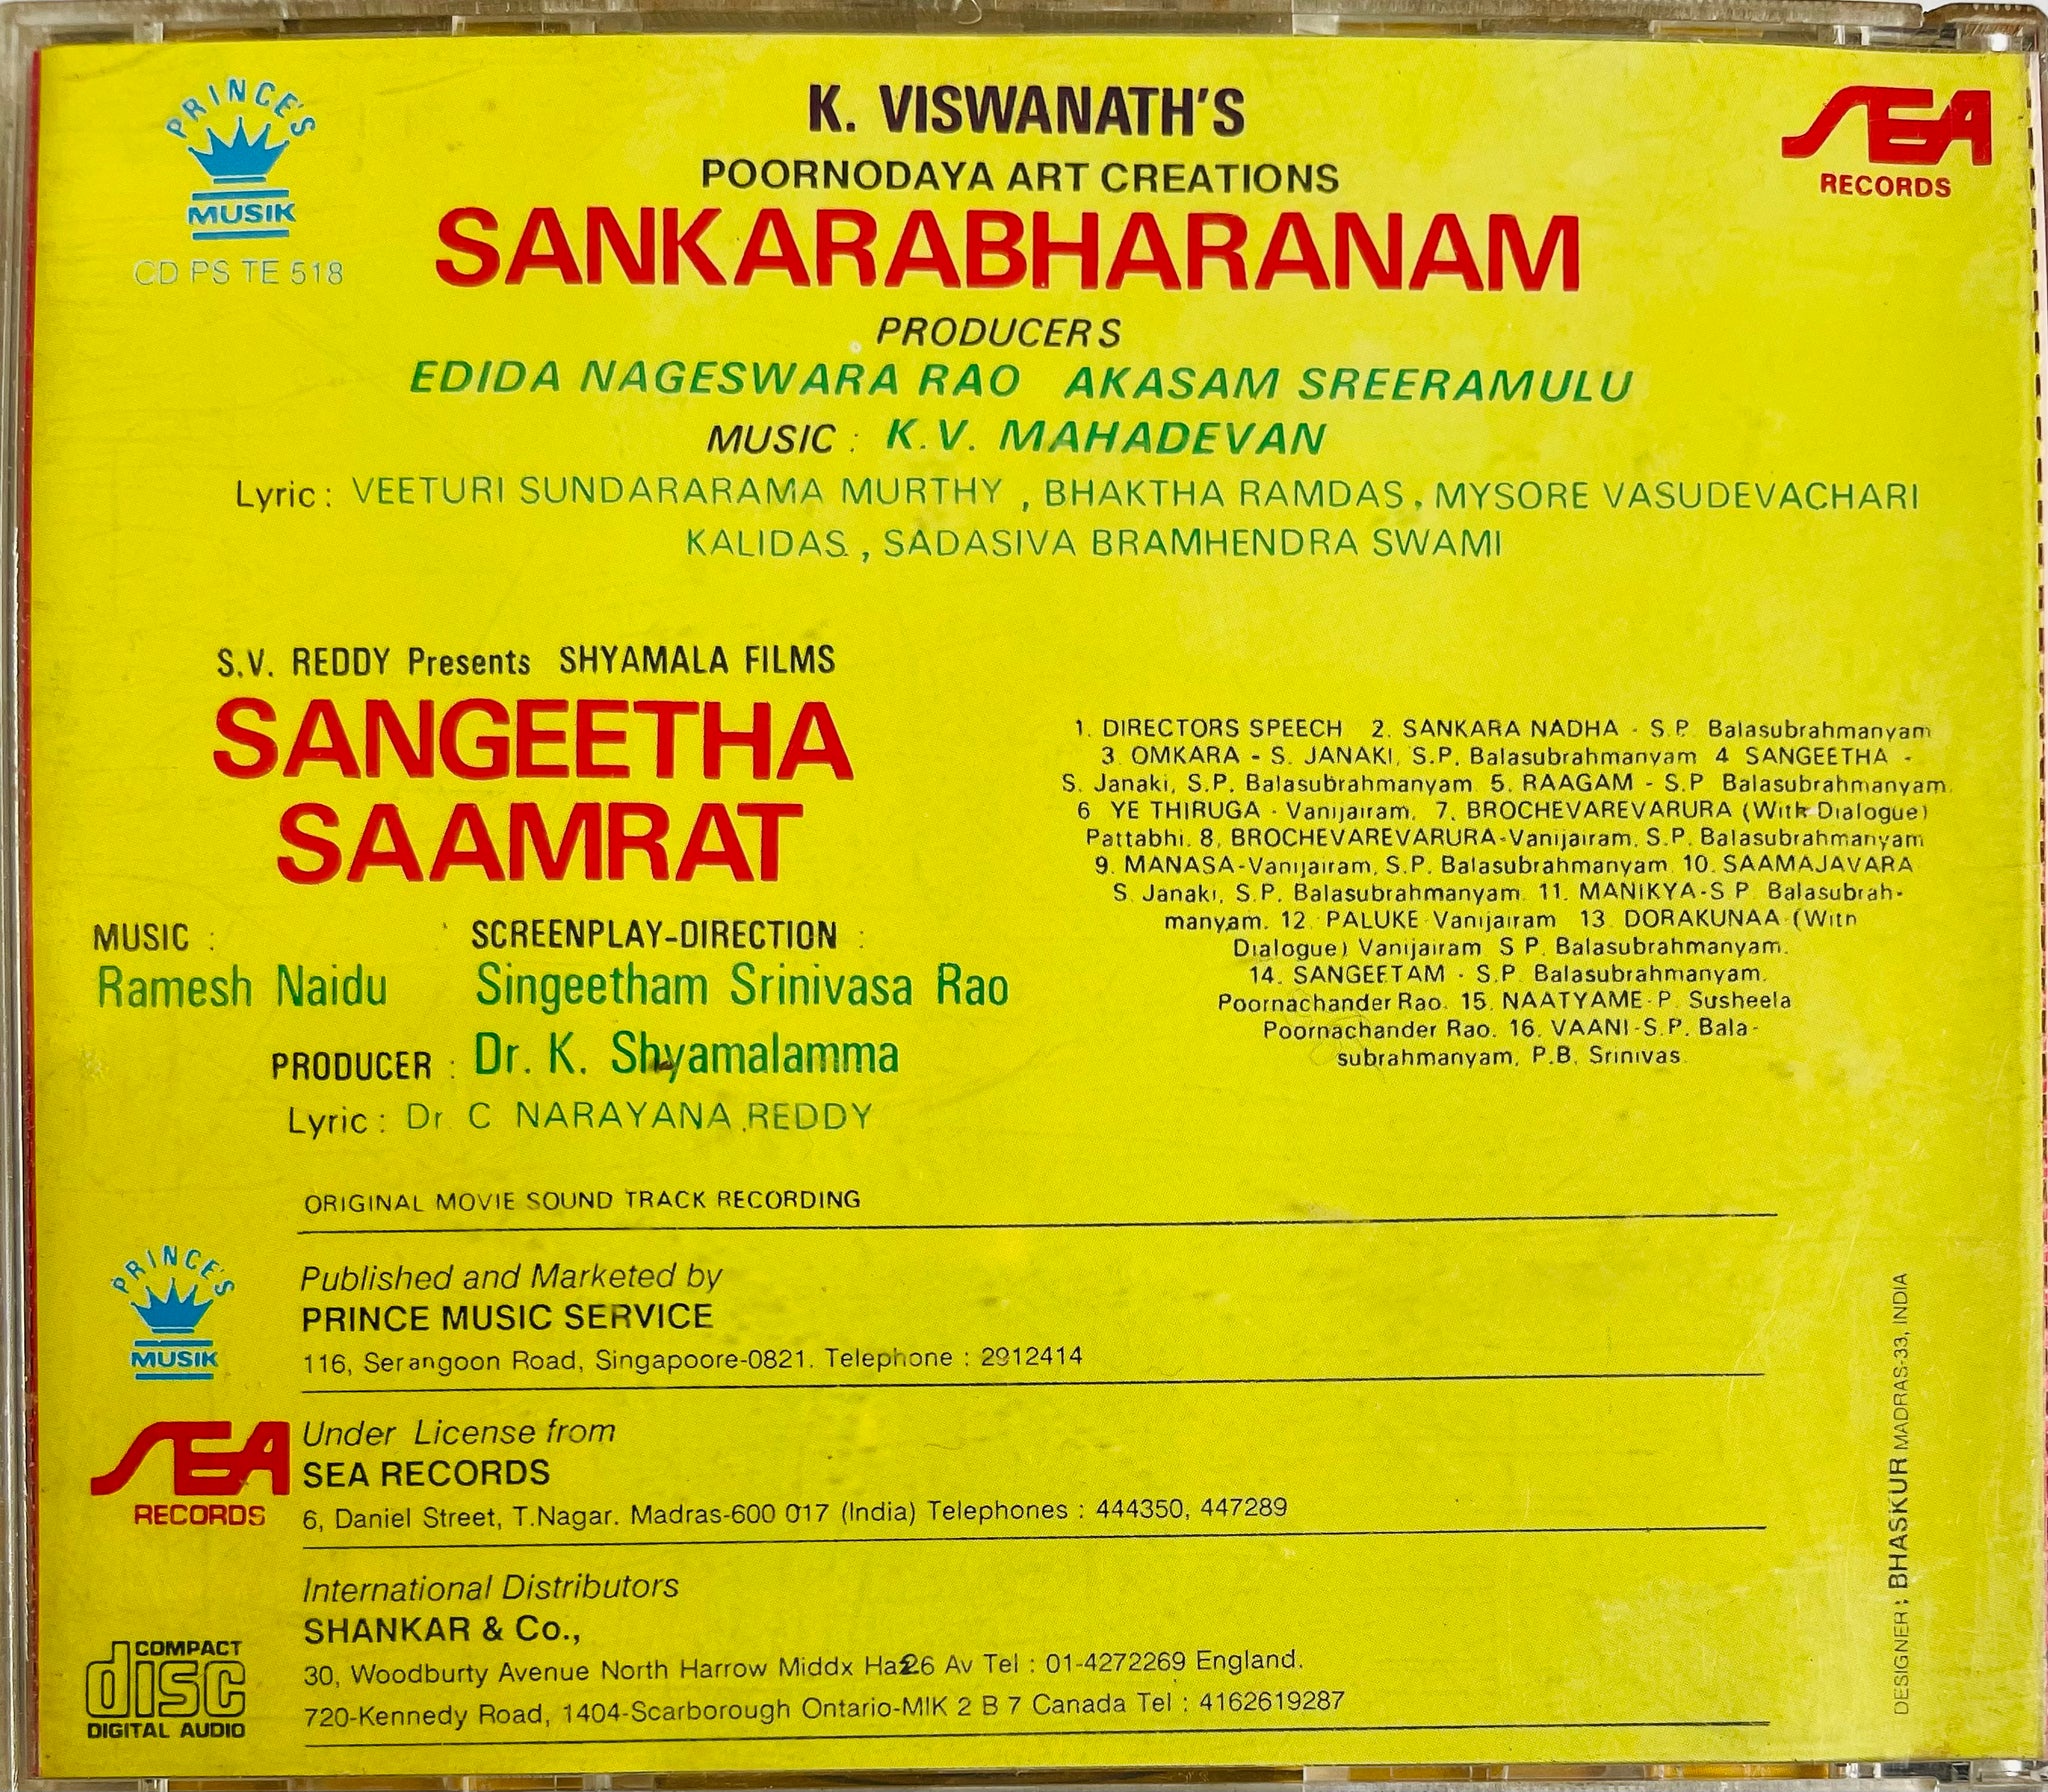 PRINCE'S
MUSIK
CD PS TE 518
SEA
RECORDS
K. VISWANATH'S
POORNODAYA ART CREATIONS
SANKARABHARANAM
PRODUCERS
EDIDA NAGESWARA RAO AKASAM SREERAMULU
MUSIC : K.V. MAHADEVAN
Lyric : VEETURI SUNDARARAMA MURTHY , BHAKTHA RAMDAS , MYSORE VASUDEVACHARI
KALIDAS , SADASIVA BRAMHENDRA SWAMI
S.V. REDDY Presents SHYAMALA FILMS
SANGEETHA
SAAMRAT
MUSIC :
Ramesh Naidu
SCREENPLAY-DIRECTION :
Singeetham Srinivasa Rao
PRODUCER : Dr. K. Shyamalamma
Lyric : Dr. C NARAYANA REDDY
1. DIRECTORS SPEECH 2. SANKARA NADHA - S.P. Balasubrahmanyam
3 OMKARA - S. JANAKI, S.P. Balasubrahmanyam 4 SANGEETHA -
S. Janaki, S.P. Balasubrahmanyam 5. RAAGAM - S.P Balasubrahmanyam.
6 YE THIRUGA - Vanijairam. 7. BROCHEVAREVARURA (With Dialogue)
Pattabhi. 8. BROCHEVAREVARURA-Vanijairam, S.P. Balasubrahmanyam
9. MANASA-Vanijairam, S.P. Balasubrahmanyam 10. SAAMAJAVARA
S. Janaki, S.P. Balasubrahmanyam. 11. MANIKYA-S.P. Balasubrah-
manyam. 12. PALUKE Vanijairam 13. DORAKUNAA (With
Dialogue) Vanijairam S P. Balasubrahmanyam.
14. SANGEETAM - S.P. Balasubrahmanyam.
Poornachander Rao. 15. NAATYAME-P. Susheela
Poornachander Rao. 16. VAANI-S.P. Bala-
subrahmanyam, P.B. Srinivas.
ORIGINAL MOVIE SOUND TRACK RECORDING
PRINCE'S
MUSIK
Published and Marketed by
PRINCE MUSIC SERVICE
116, Serangoon Road, Singapoore-0821. Telephone : 2912414
SEA
RECORDS
Under License from
SEA RECORDS
6, Daniel Street, T.Nagar. Madras-600 017 (India) Telephones : 444350, 447289
International Distributors
SHANKAR & Co.,
30, Woodburty Avenue North Harrow Middx Ha26 Av Tel : 01-4272269 England.
720-Kennedy Road, 1404-Scarborough Ontario-MIK 2 B 7 Canada Tel : 4162619287
COMPACT
disc
DIGITAL AUDIO
DESIGNER ; BHASKUR MADRAS-33, INDIA